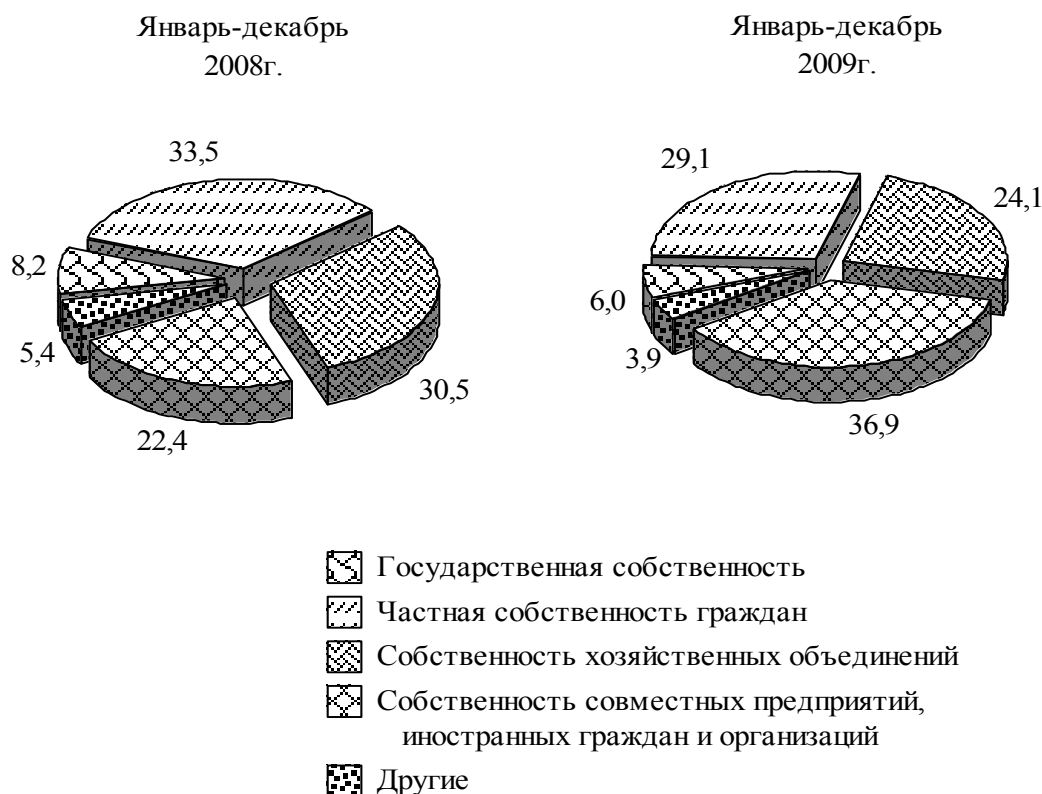 Январь-декабрь
2008г.
Январь-декабрь
2009г.
33,5
8,2
5,4
22,4
30,5
29,1
24,1
6,0
3,9
36,9
Государственная собственность
Частная собственность граждан
Собственность хозяйственных объединений
Собственность совместных предприятий,
иностранных граждан и организаций
Другие